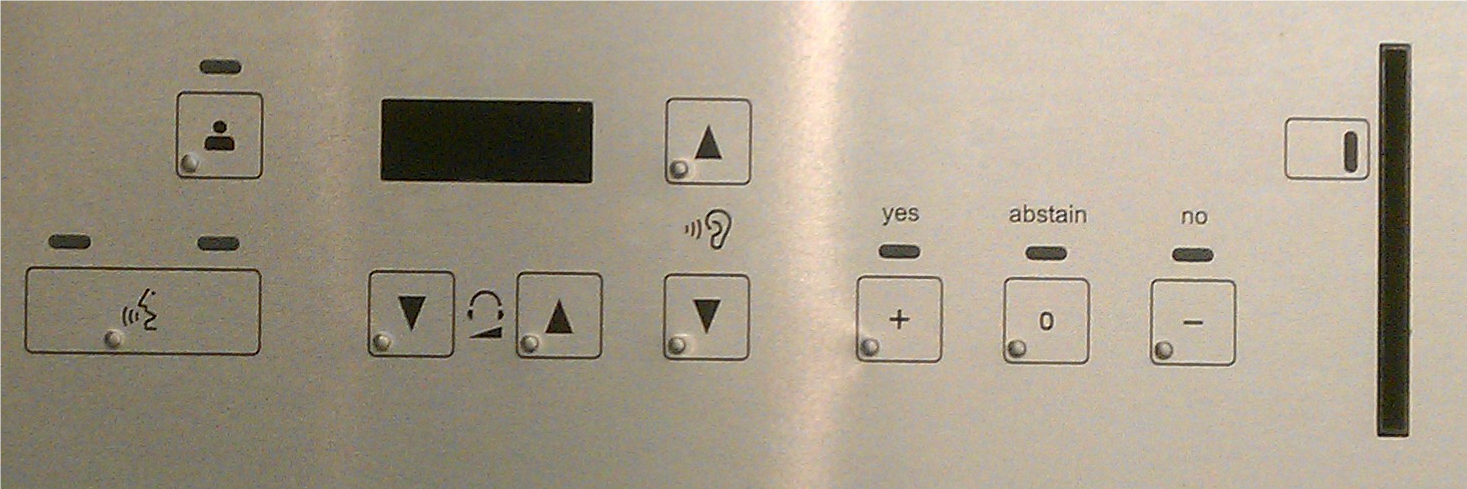 yes abstain no
+ 0 −